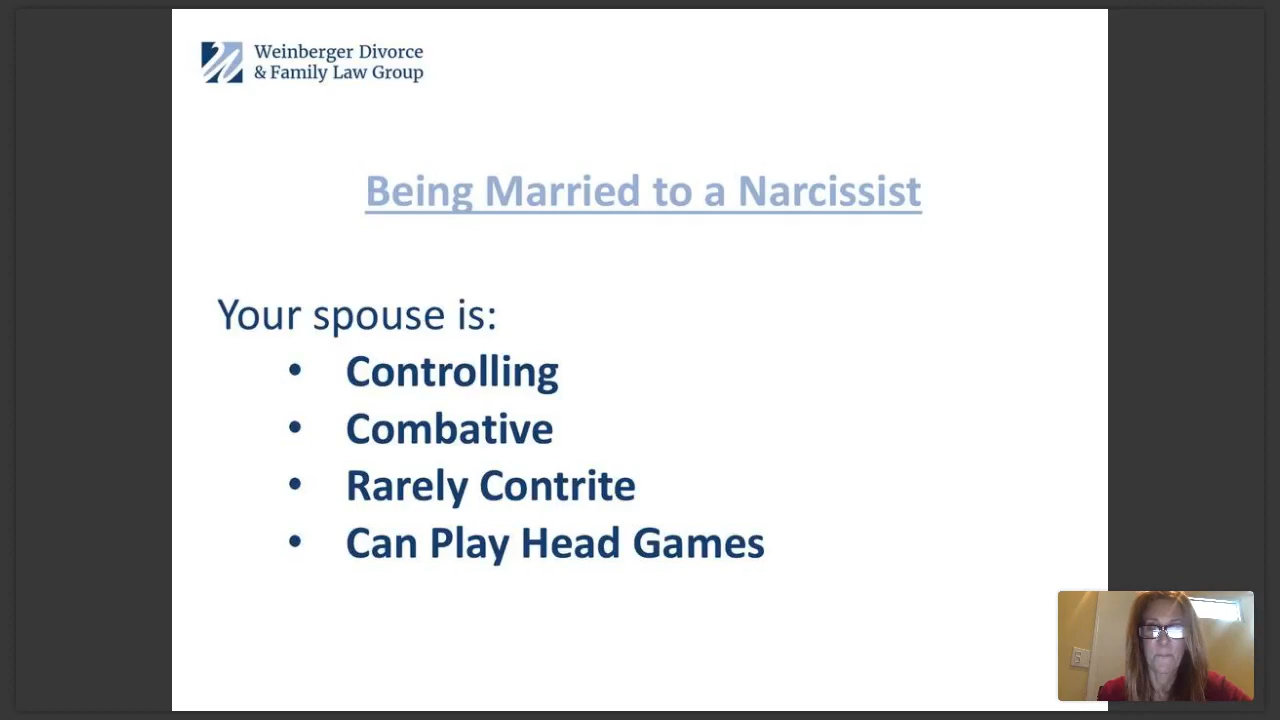 Weinberger Divorce
& Family Law Group
Being Married to a Narcissist
Your spouse is:
• Controlling
• Combative
• Rarely Contrite
• Can Play Head Games